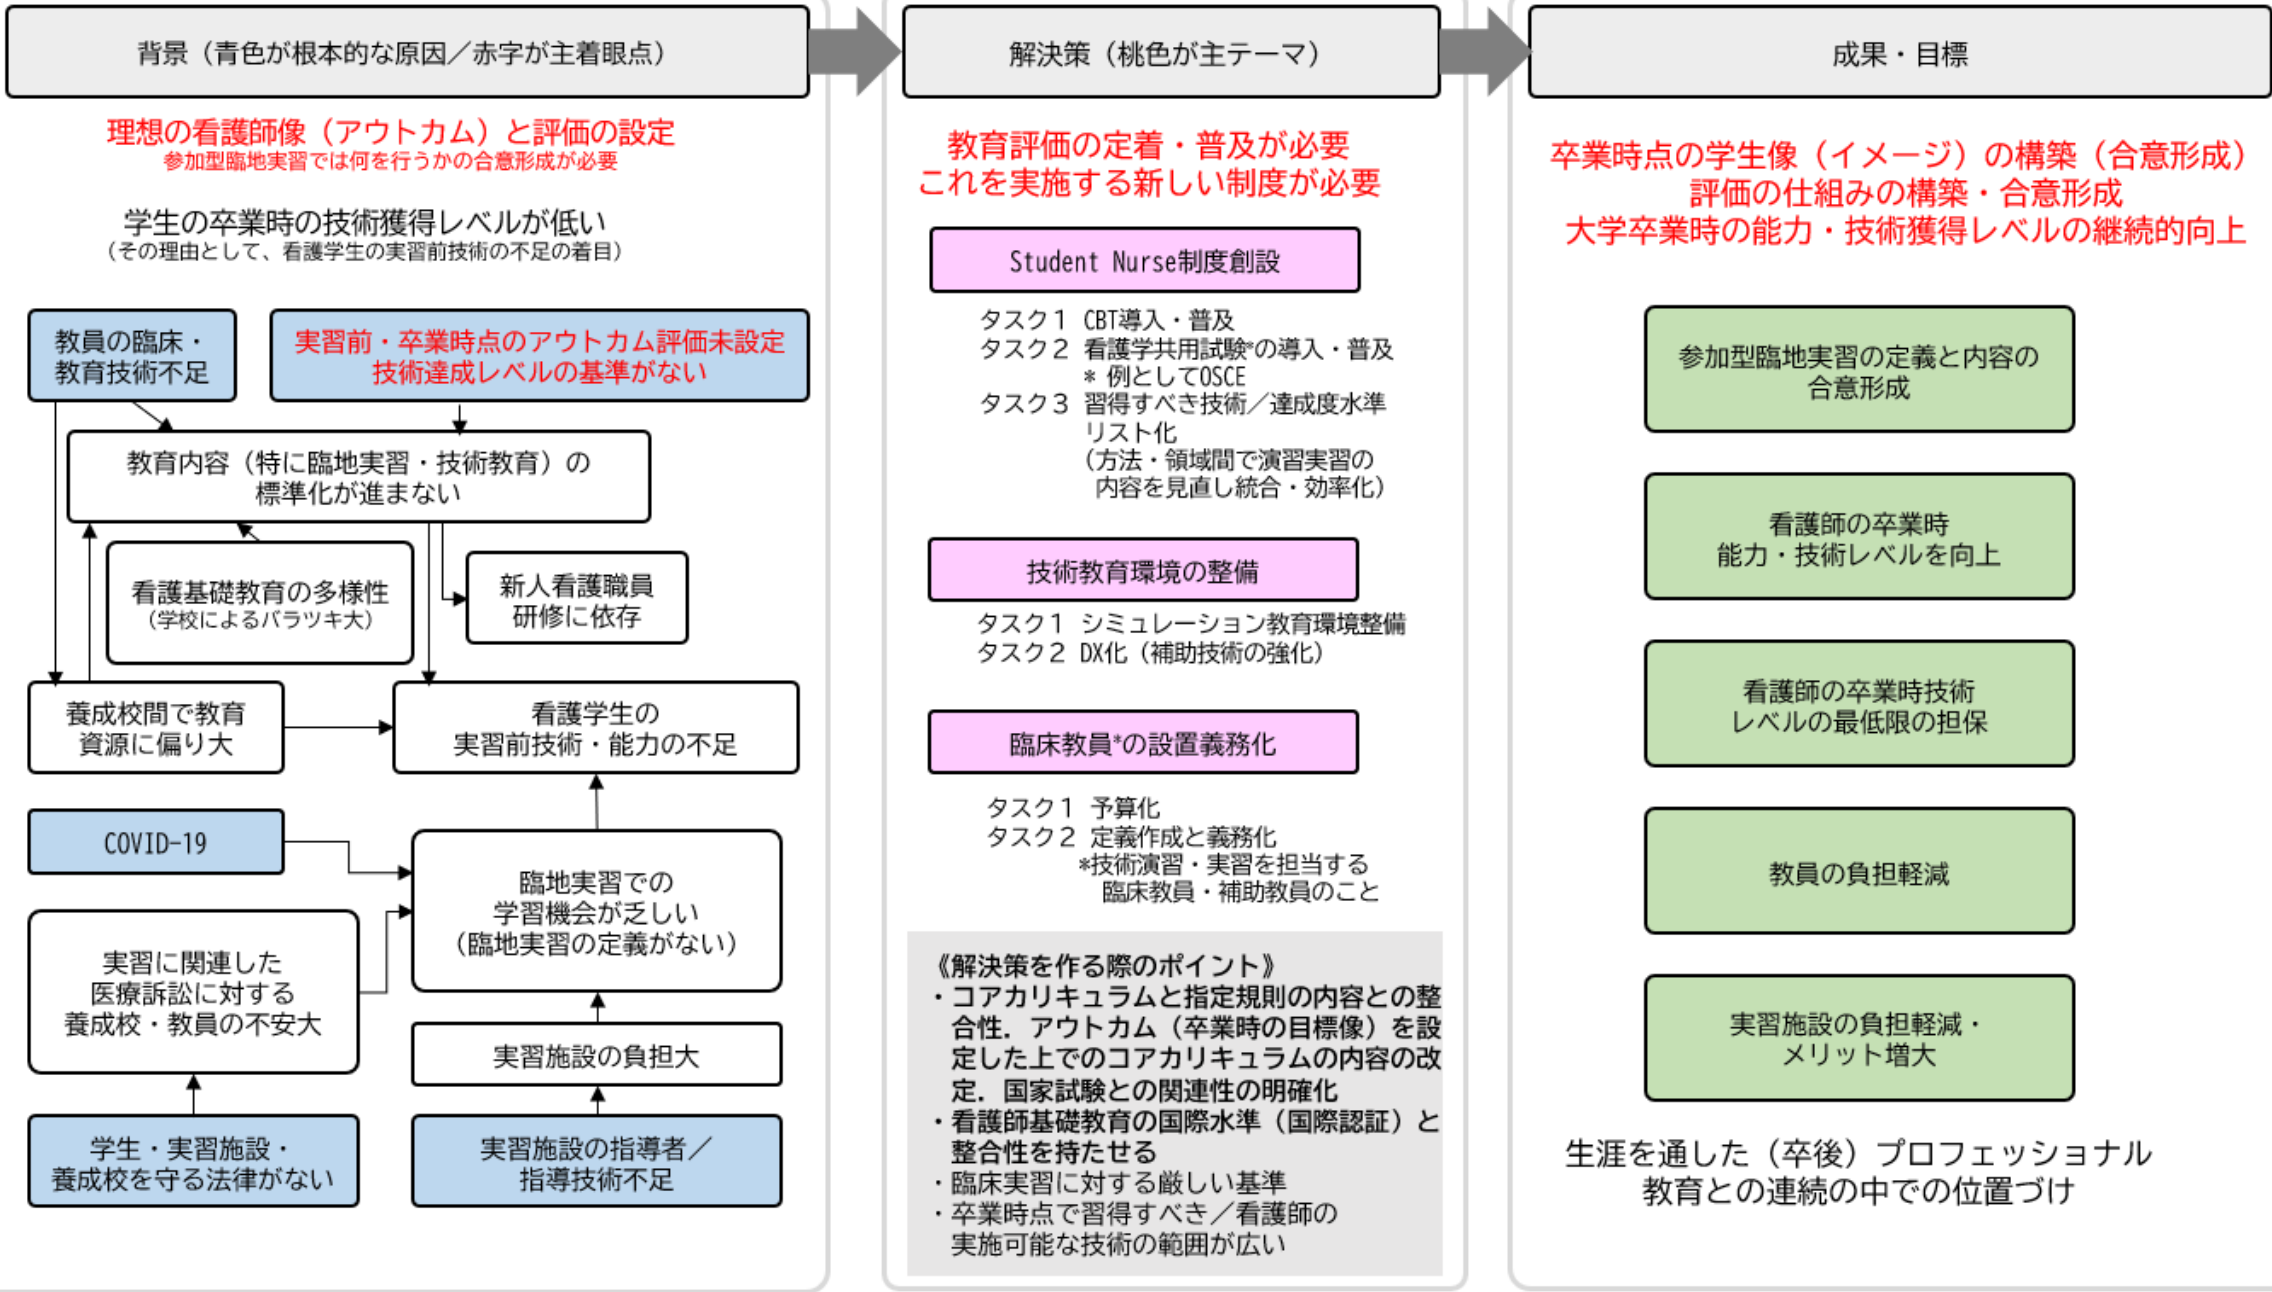 背景（青色が根本的な原因／赤字が主着眼点）
理想の看護師像（アウトカム）と評価の設定
参加型臨地実習では何を行うかの合意形成が必要
学生の卒業時の技術獲得レベルが低い
（その理由として、看護学生の実習前技術の不足の着目）
教員の臨床・
教育技術不足
実習前・卒業時点のアウトカム評価未設定
技術達成レベルの基準がない
教育内容（特に臨地実習・技術教育）の
標準化が進まない
看護基礎教育の多様性
（学校によるバラツキ大）
新人看護職員
研修に依存
養成校間で教育
資源に偏り大
看護学生の
実習前技術・能力の不足
COVID-19
臨地実習での
学習機会が乏しい
（臨地実習の定義がない）
実習に関連した
医療訴訟に対する
養成校・教員の不安大
実習施設の負担大
学生・実習施設・
養成校を守る法律がない
実習施設の指導者／
指導技術不足
解決策（桃色が主テーマ）
教育評価の定着・普及が必要
これを実施する新しい制度が必要
Student Nurse制度創設
タスク１ CBT導入・普及
タスク２ 看護学共用試験*の導入・普及
* 例としてOSCE
タスク３ 習得すべき技術／達成度水準
リスト化
（方法・領域間で演習実習の
内容を見直し統合・効率化）
技術教育環境の整備
タスク１ シミュレーション教育環境整備
タスク２ DX化（補助技術の強化）
臨床教員*の設置義務化
タスク１ 予算化
タスク２ 定義作成と義務化
*技術演習・実習を担当する
臨床教員・補助教員のこと
《解決策を作る際のポイント》
・コアカリキュラムと指定規則の内容との整
合性．アウトカム（卒業時の目標像）を設
定した上でのコアカリキュラムの内容の改
定．国家試験との関連性の明確化
・看護師基礎教育の国際水準（国際認証）と
整合性を持たせる
・臨床実習に対する厳しい基準
・卒業時点で習得すべき／看護師の
実施可能な技術の範囲が広い
成果・目標
卒業時点の学生像（イメージ）の構築（合意形成）
評価の仕組みの構築・合意形成
大学卒業時の能力・技術獲得レベルの継続的向上
参加型臨地実習の定義と内容の
合意形成
看護師の卒業時
能力・技術レベルを向上
看護師の卒業時技術
レベルの最低限の担保
教員の負担軽減
実習施設の負担軽減・
メリット増大
生涯を通した（卒後）プロフェッショナル
教育との連続の中での位置づけ